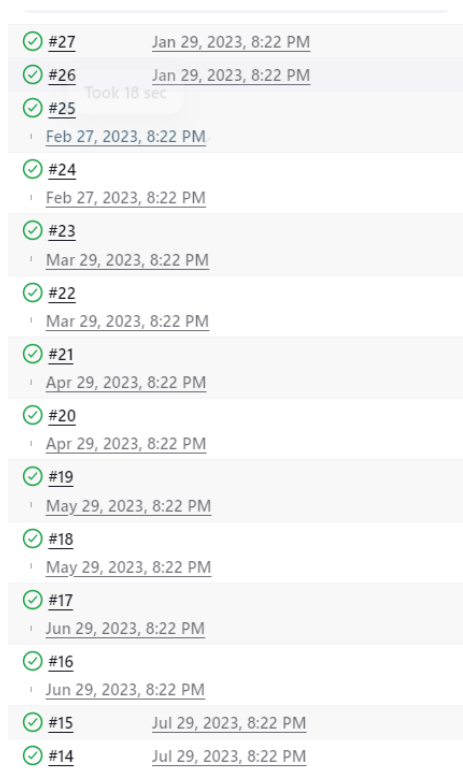 #27 Jan 29, 2023, 8:22 PM
#26 Jan 29, 2023, 8:22 PM
Took 18 sec
#25
Feb 27, 2023, 8:22 PM
#24
Feb 27, 2023, 8:22 PM
#23
Mar 29, 2023, 8:22 PM
#22
Mar 29, 2023, 8:22 PM
#21
Apr 29, 2023, 8:22 PM
#20
Apr 29, 2023, 8:22 PM
#19
May 29, 2023, 8:22 PM
#18
May 29, 2023, 8:22 PM
#17
Jun 29, 2023, 8:22 PM
#16
Jun 29, 2023, 8:22 PM
#15 Jul 29, 2023, 8:22 PM
#14 Jul 29, 2023, 8:22 PM